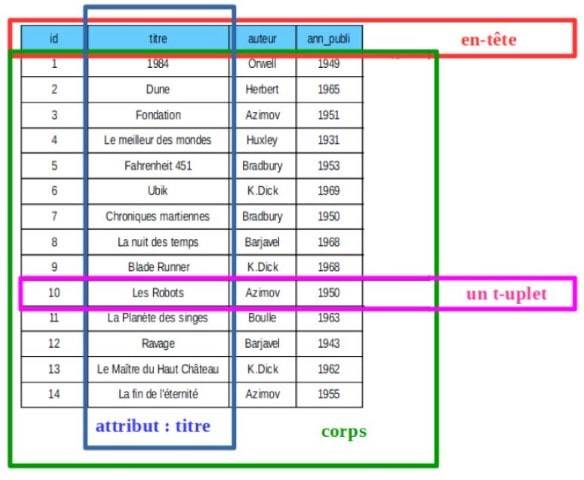 id titre auteur ann_publi en-tête
1 1984 Orwell 1949
2 Dune Herbert 1965
3 Fondation Azimov 1951
4 Le meilleur des mondes Huxley 1931
5 Fahrenheit 451 Bradbury 1953
6 Ubik K.Dick 1969
7 Chroniques martiennes Bradbury 1950
8 La nuit des temps Barjavel 1968
9 Blade Runner K.Dick 1968
10 Les Robots Azimov 1950 un t-uplet
11 La Planète des singes Boulle 1963
12 Ravage Barjavel 1943
13 Le Maître du Haut Château K.Dick 1962
14 La fin de l'éternité Azimov 1955
attribut : titre
corps